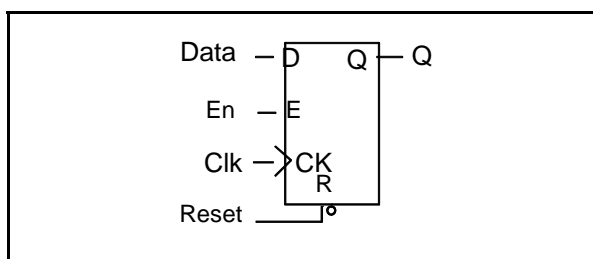 Data D Q Q
En E
Clk CK
R
Reset